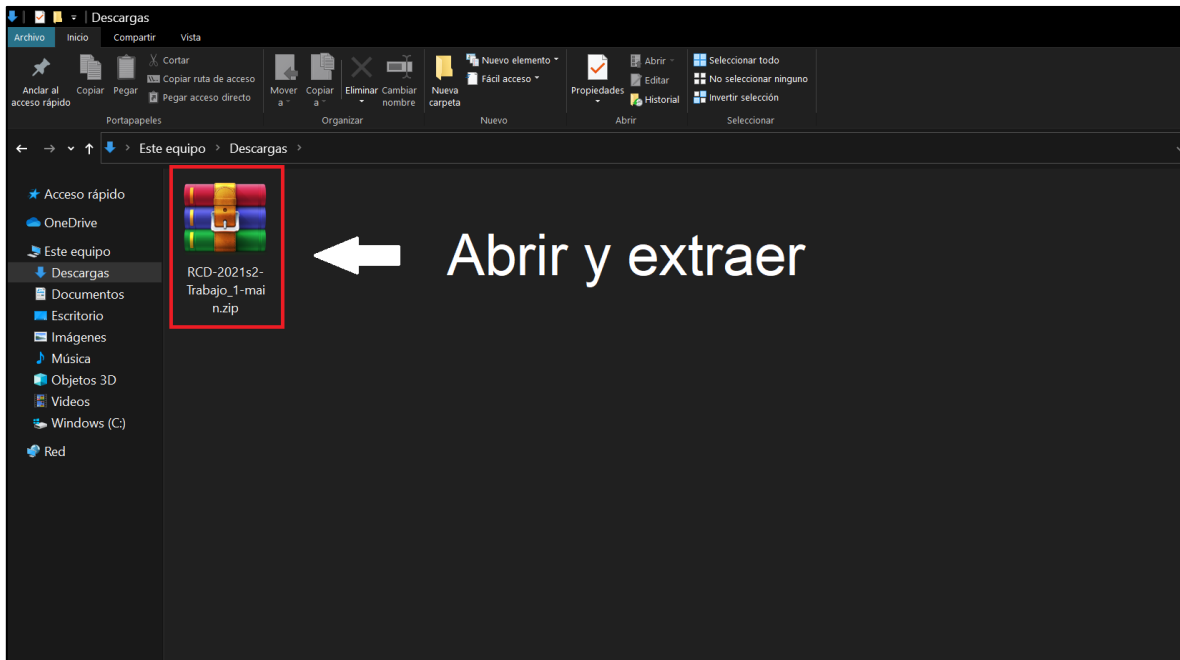 Descargas
Archivo Inicio Compartir Vista
Anclar al acceso rápido
Copiar
Pegar
Cortar
Copiar ruta de acceso
Pegar acceso directo
Portapapeles
Mover a
Copiar a
Eliminar
Cambiar nombre
Organizar
Nueva carpeta
Nuevo elemento
Fácil acceso
Nuevo
Propiedades
Abrir
Editar
Historial
Abrir
Seleccionar todo
No seleccionar ninguno
Invertir selección
Seleccionar
Este equipo > Descargas >
Acceso rápido
OneDrive
Este equipo
Descargas
Documentos
Escritorio
Imágenes
Música
Objetos 3D
Videos
Windows (C:)
Red
RCD-2021s2-
Trabajo_1-mai
n.zip
Abrir y extraer